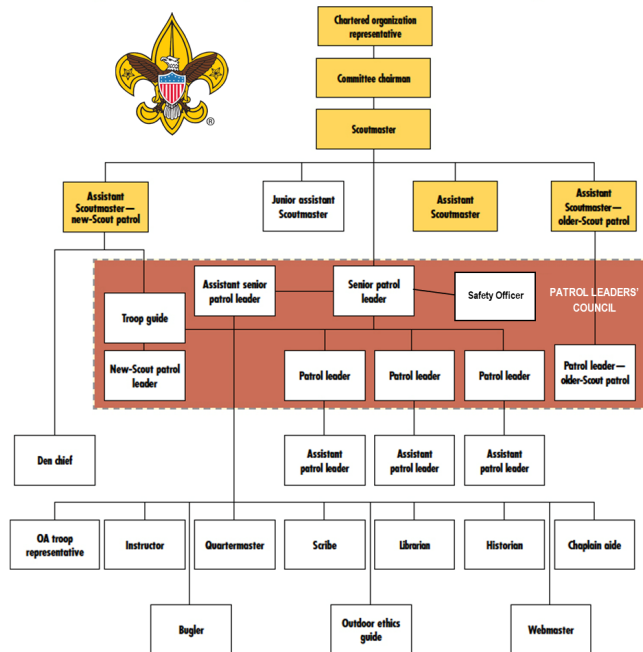 Chartered organization
representative
Committee chairman
Scoutmaster
®
Assistant
Scoutmaster—
new-Scout patrol
Junior assistant
Scoutmaster
Assistant
Scoutmaster
Assistant
Scoutmaster—
older-Scout patrol
Assistant senior
patrol leader
Senior patrol
leader
Safety Officer
PATROL LEADERS'
COUNCIL
Troop guide
New-Scout patrol
leader
Patrol leader
Patrol leader
Patrol leader
Patrol leader—
older-Scout patrol
Den chief
Assistant
patrol leader
Assistant
patrol leader
Assistant
patrol leader
OA troop
representative
Instructor
Quartermaster
Scribe
Librarian
Historian
Chaplain aide
Bugler
Outdoor ethics
guide
Webmaster